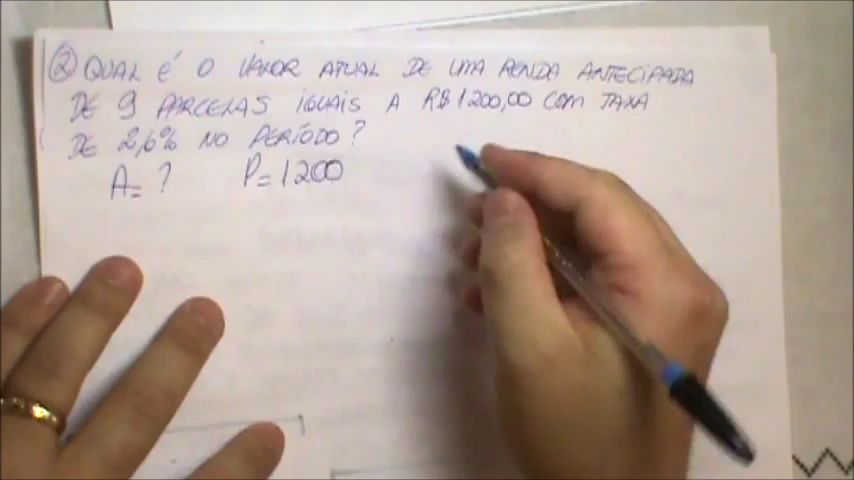 ② QUAL É O VALOR ATUAL DE UMA RENDA ANTECIPADA
DE 9 PARCELAS IGUAIS A R$1200,00 COM TAXA
DE 2,6% NO PERÍODO?
A=? P=1200